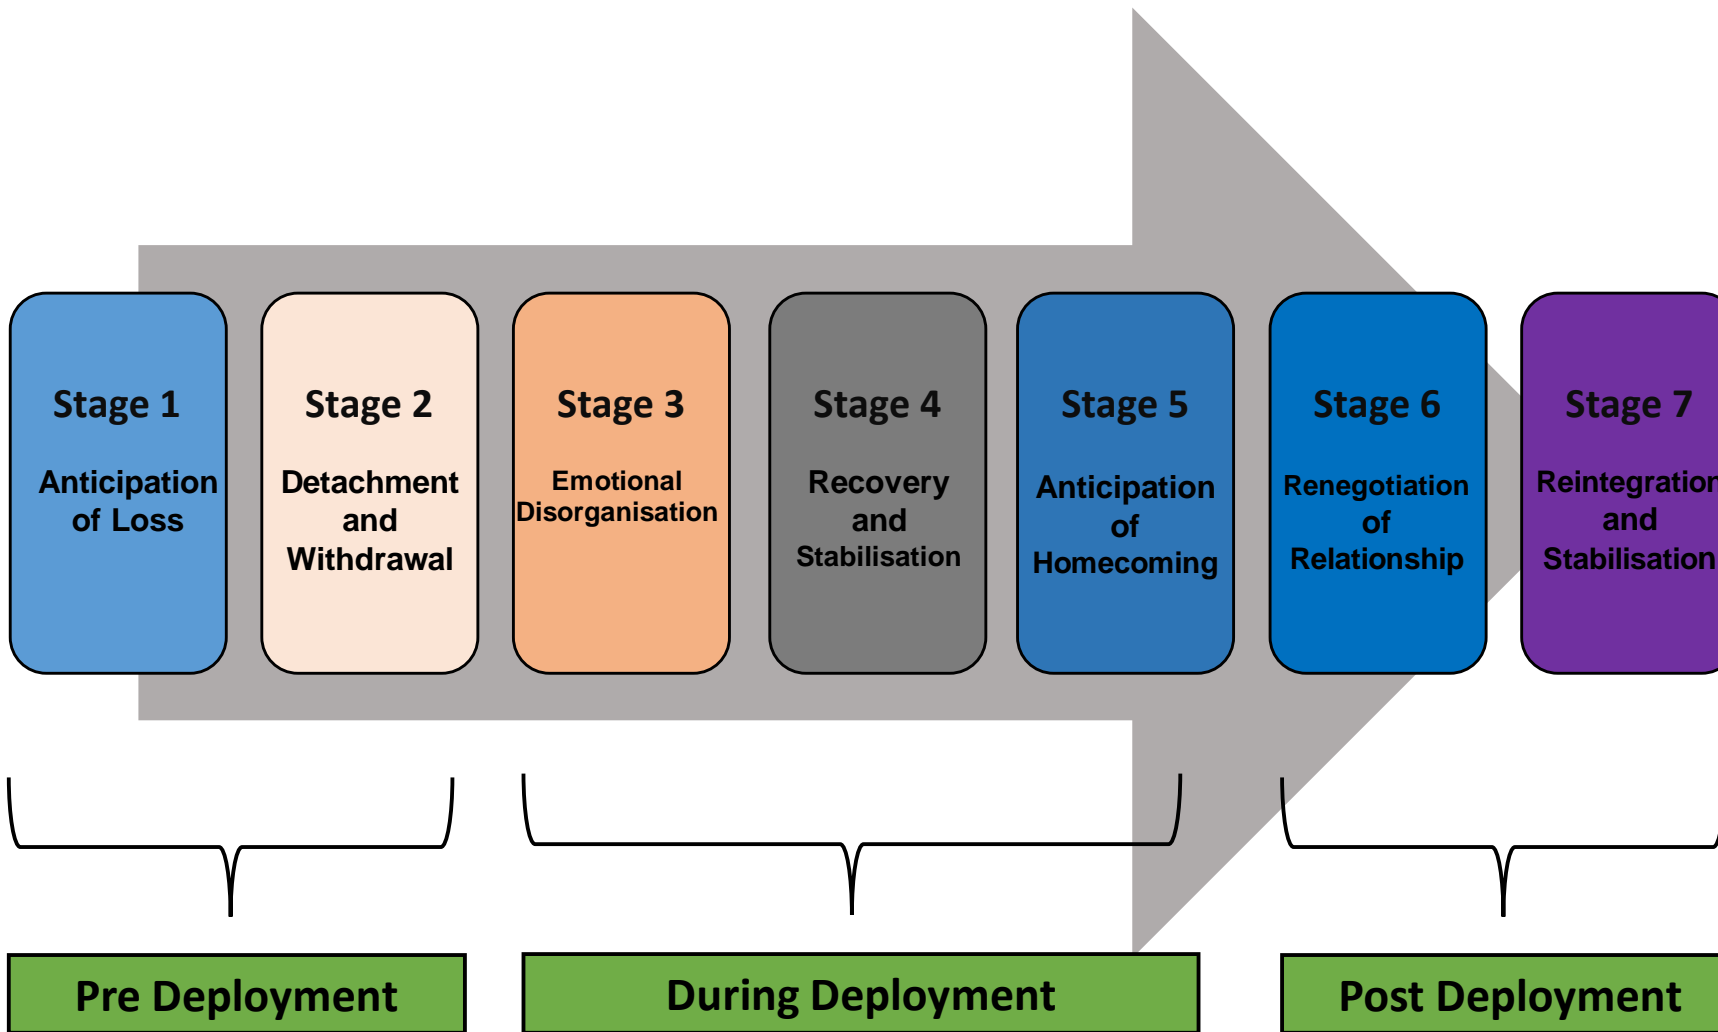 Stage 1
Anticipation
of Loss
Stage 2
Detachment
and
Withdrawal
Stage 3
Emotional
Disorganisation
Stage 4
Recovery
and
Stabilisation
Stage 5
Anticipation
of
Homecoming
Stage 6
Renegotiation
of
Relationship
Stage 7
Reintegration
and
Stabilisation
Pre Deployment
During Deployment
Post Deployment